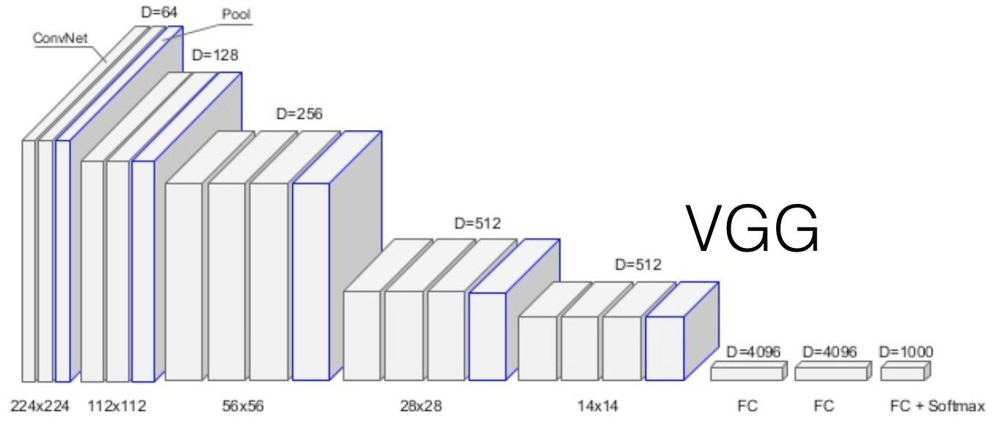 D=64
Pool
ConvNet
D=128
D=256
D=512
D=512
VGG
D=4096
D=4096
D=1000
224x224
112x112
56x56
28x28
14x14
FC
FC
FC + Softmax